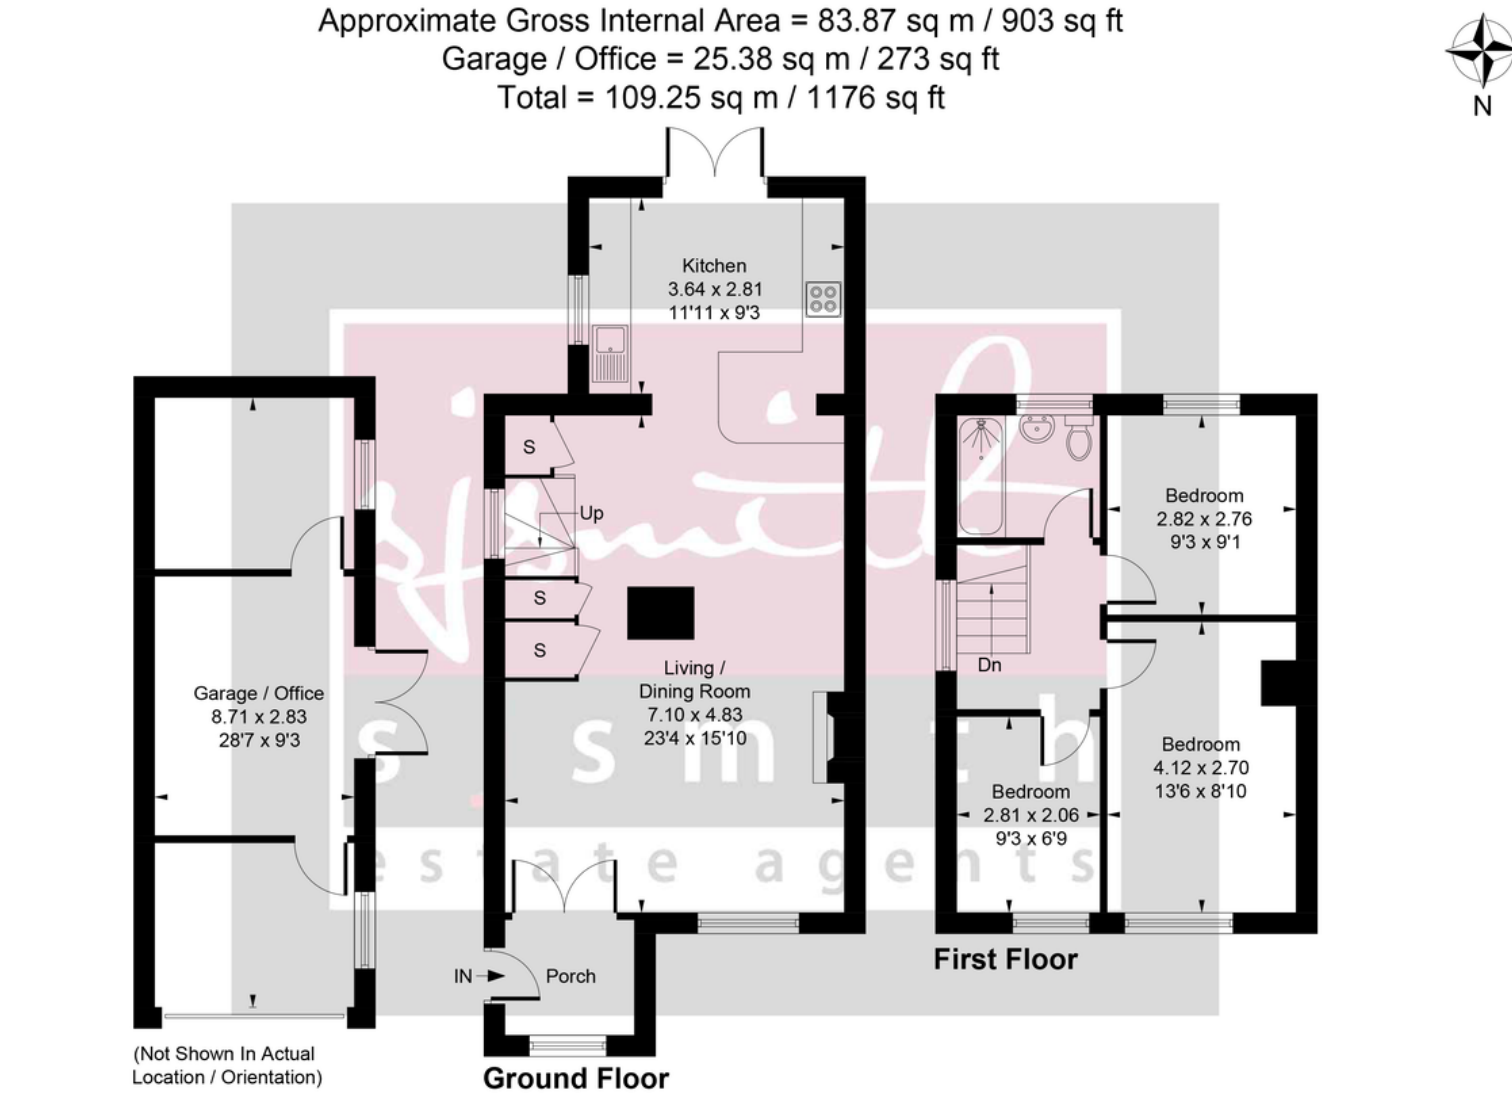 Approximate Gross Internal Area = 83.87 sq m / 903 sq ft
Garage / Office = 25.38 sq m / 273 sq ft
Total = 109.25 sq m / 1176 sq ft
N
Kitchen
3.64 x 2.81
11'11 x 9'3
S
Up
S
S
Living /
Dining Room
7.10 x 4.83
23'4 x 15'10
IN
Porch
Ground Floor
Garage / Office
8.71 x 2.83
28'7 x 9'3
(Not Shown In Actual
Location / Orientation)
Bedroom
2.82 x 2.76
9'3 x 9'1
Dn
Bedroom
4.12 x 2.70
13'6 x 8'10
Bedroom
2.81 x 2.06
9'3 x 6'9
First Floor
sjsmith
estate agents